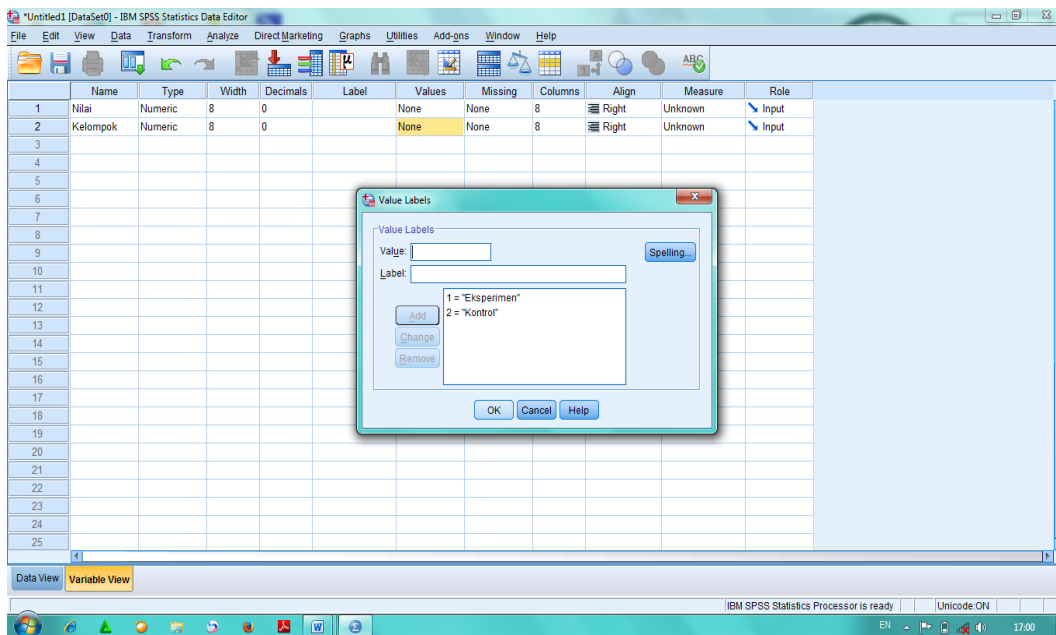 *Untitled1 [DataSet0] - IBM SPSS Statistics Data Editor
File Edit View Data Transform Analyze Direct Marketing Graphs Utilities Add-ons Window Help
Name Type Width Decimals Label Values Missing Columns Align Measure Role
1 Nilai Numeric 8 0 None None 8 Right Unknown Input
2 Kelompok Numeric 8 0 None None 8 Right Unknown Input
3
4
5
6
7
8
9
10
11
12
13
14
15
16
17
18
19
20
21
22
23
24
25
Value Labels
Value Labels
Value:
Spelling...
Label:
1 = "Eksperimen"
2 = "Kontrol"
Add
Change
Remove
OK Cancel Help
Data View Variable View
IBM SPSS Statistics Processor is ready Unicode:ON
EN 17:00